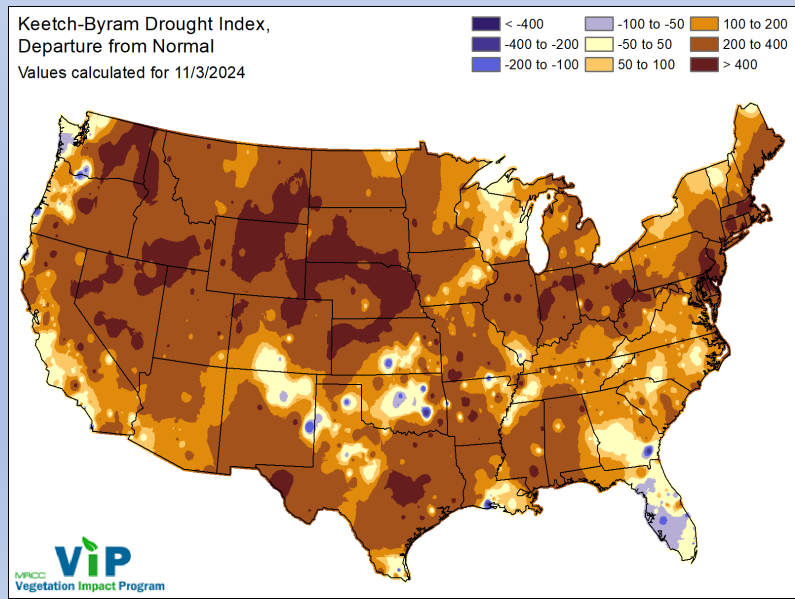 Keetch-Byram Drought Index,
Departure from Normal
Values calculated for 11/3/2024
< -400
-400 to -200
-200 to -100
-100 to -50
-50 to 50
50 to 100
100 to 200
200 to 400
> 400
MRCC
ViP
Vegetation Impact Program